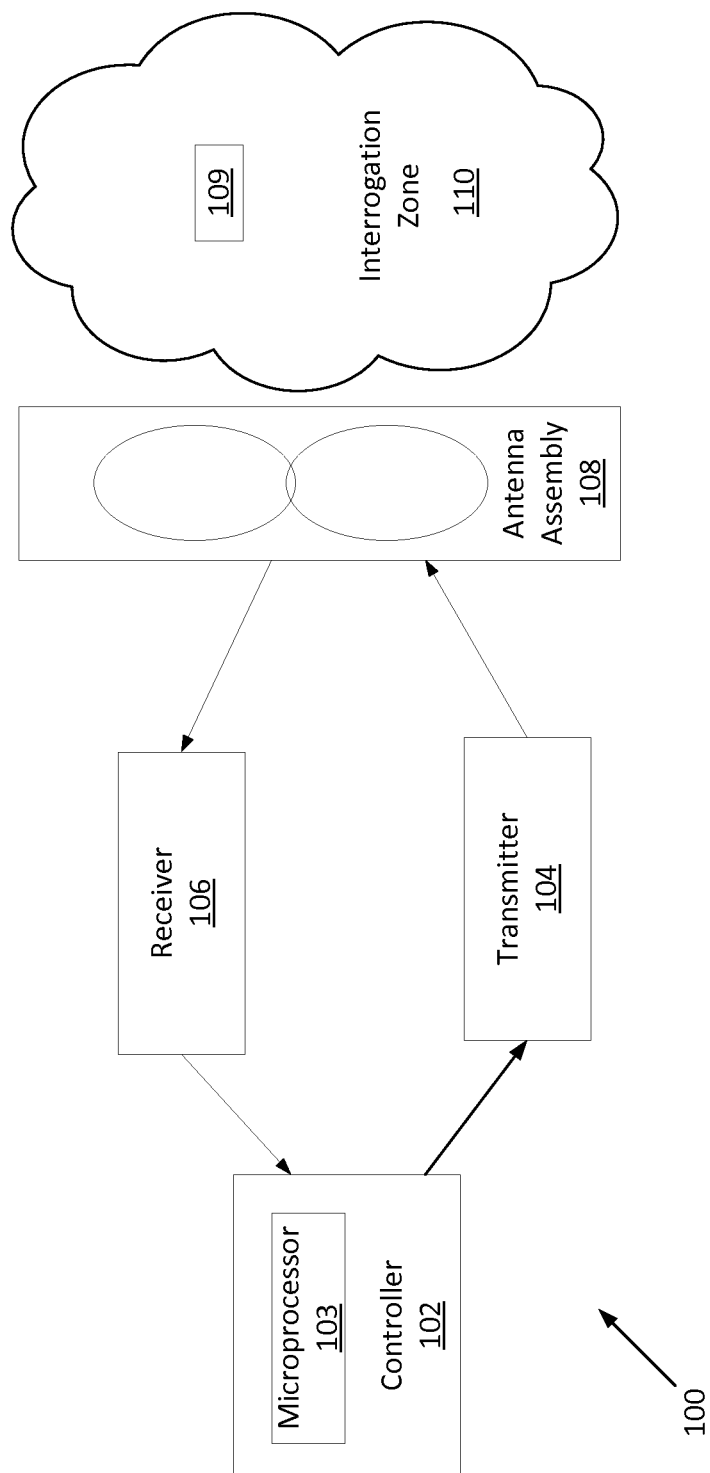 Microprocessor
103
Controller
102
Receiver
106
Transmitter
104
Antenna
Assembly
108
109
Interrogation
Zone
110
100